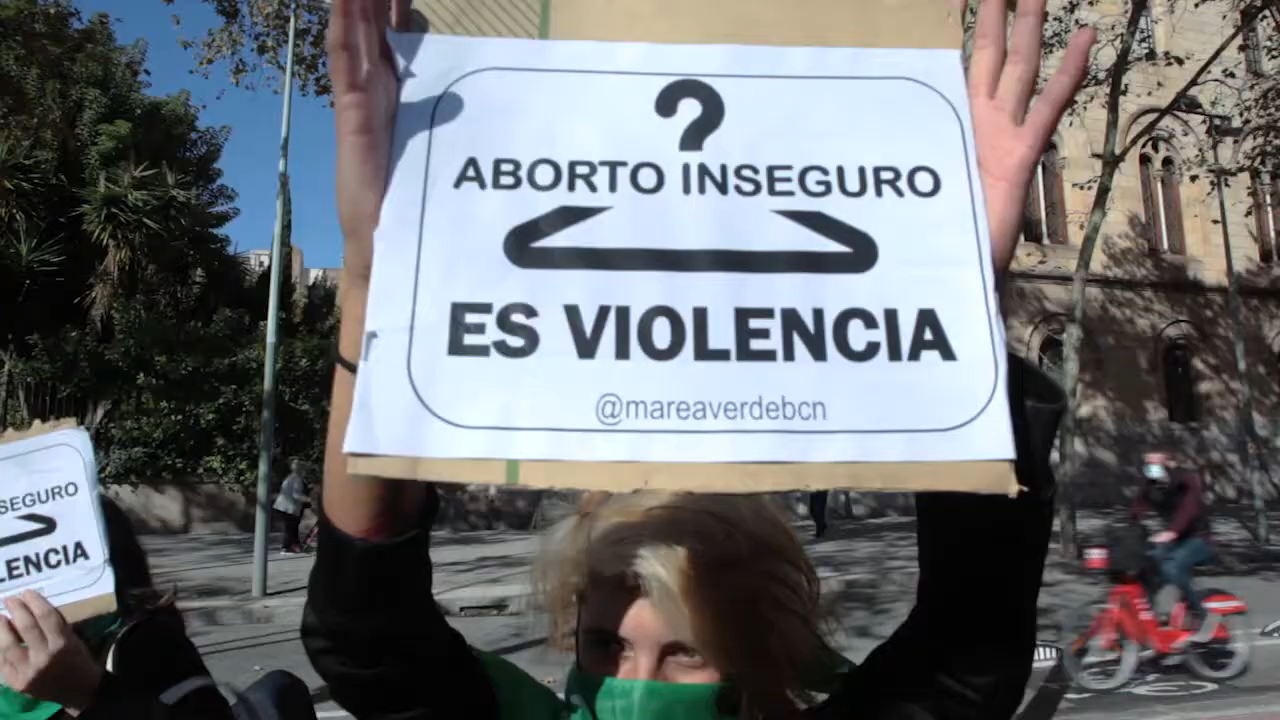 ABORTO INSEGURO
ES VIOLENCIA
@mareaverdebcn
SEGURO
LENCIA